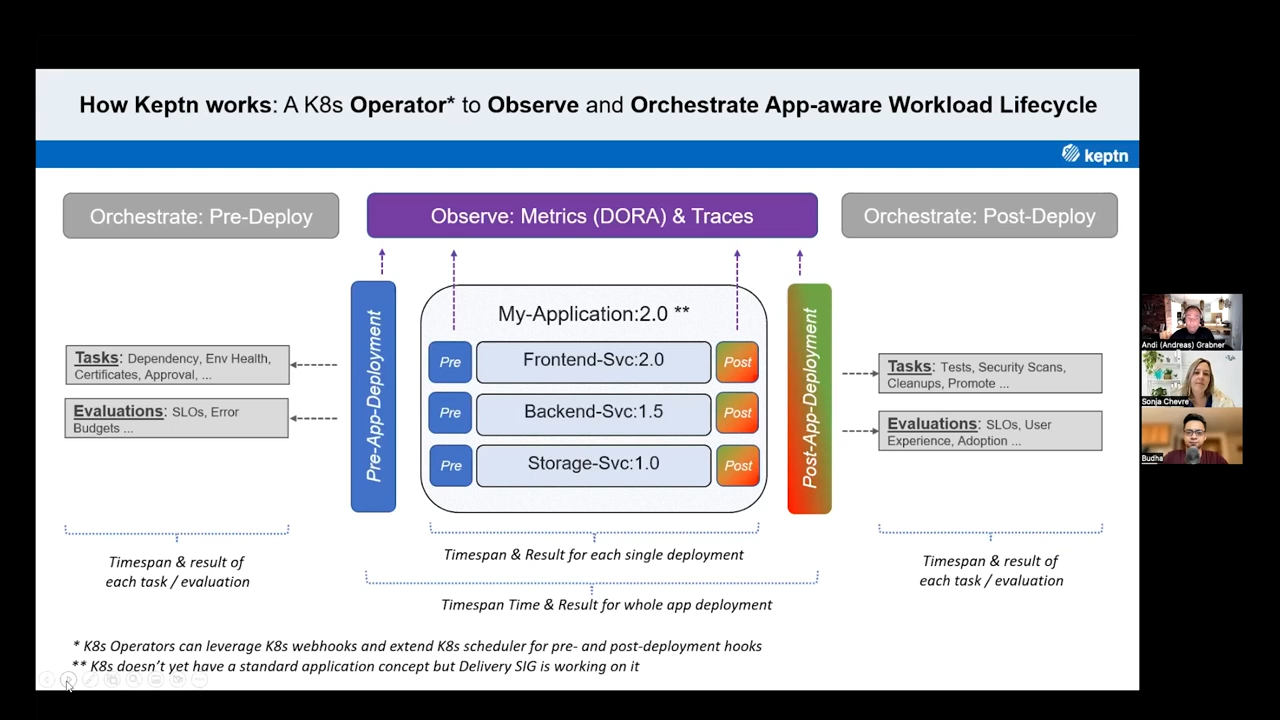 How Keptn works: A K8s Operator* to Observe and Orchestrate App-aware Workload Lifecycle
keptn
Orchestrate: Pre-Deploy
Observe: Metrics (DORA) & Traces
Orchestrate: Post-Deploy
Tasks: Dependency, Env Health,
Certificates, Approval, ...
Evaluations: SLOs, Error
Budgets ...
Pre-App-Deployment
My-Application:2.0 **
Pre
Frontend-Svc:2.0
Post
Pre
Backend-Svc:1.5
Post
Pre
Storage-Svc:1.0
Post
Post-App-Deployment
Tasks: Tests, Security Scans,
Cleanups, Promote ...
Evaluations: SLOs, User
Experience, Adoption ...
Timespan & result of
each task / evaluation
Timespan & Result for each single deployment
Timespan Time & Result for whole app deployment
Timespan & result of
each task / evaluation
* K8s Operators can leverage K8s webhooks and extend K8s scheduler for pre- and post-deployment hooks
** K8s doesn't yet have a standard application concept but Delivery SIG is working on it
Andi (Andreas) Grabner
Sonja Chevre
Budha